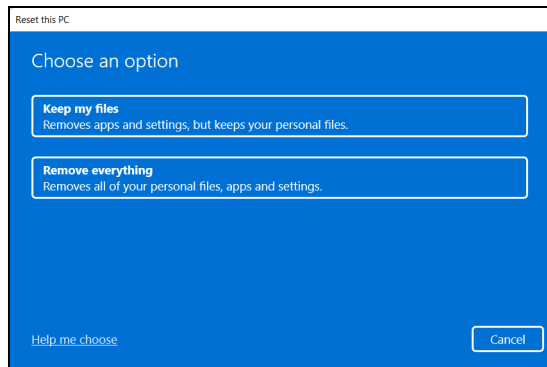 Reset this PC
Choose an option
Keep my files
Removes apps and settings, but keeps your personal files.
Remove everything
Removes all of your personal files, apps and settings.
Help me choose
Cancel